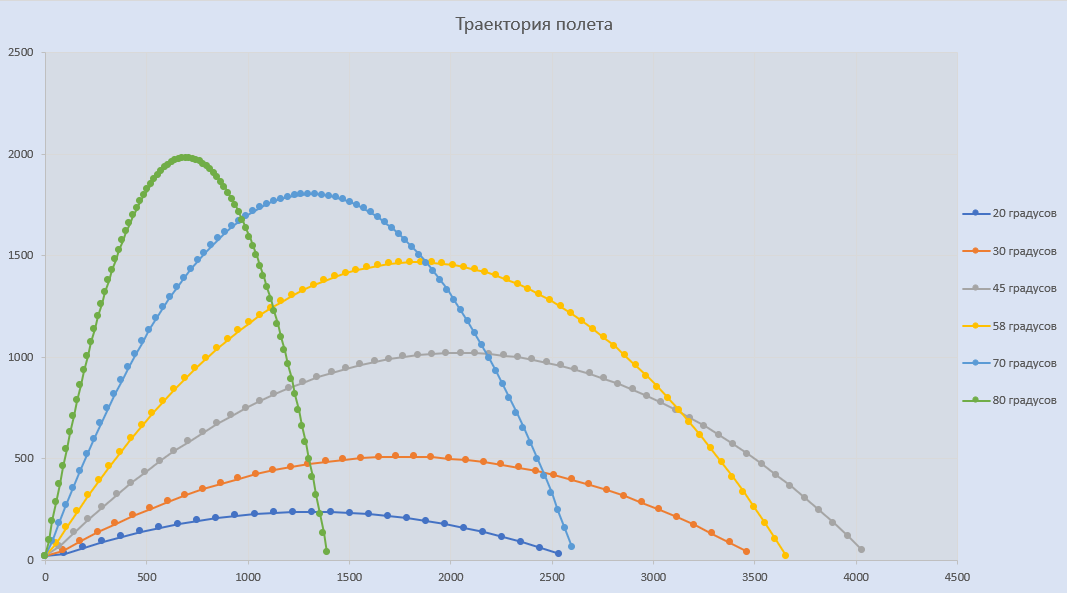 Траектория полета
2500
2000
1500
1000
500
0
0 500 1000 1500 2000 2500 3000 3500 4000 4500
20 градусов
30 градусов
45 градусов
58 градусов
70 градусов
80 градусов